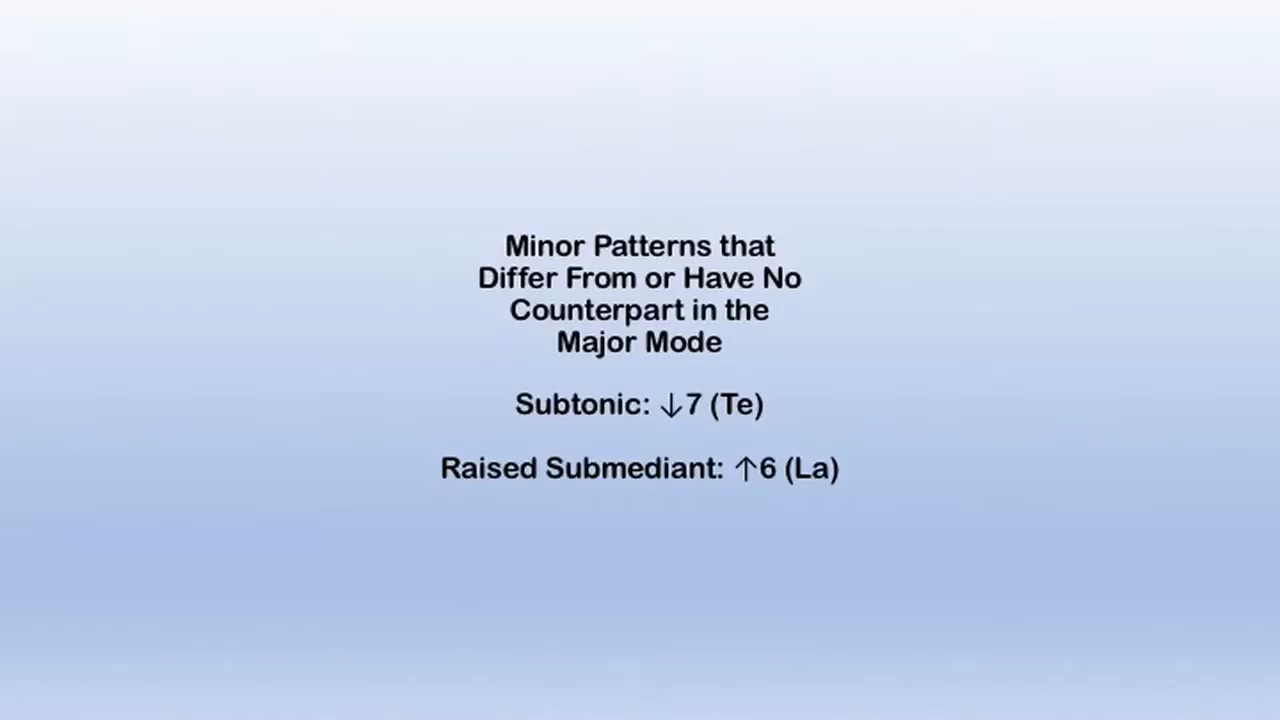 Minor Patterns that
Differ From or Have No
Counterpart in the
Major Mode
Subtonic: ↓7 (Te)
Raised Submediant: ↑6 (La)